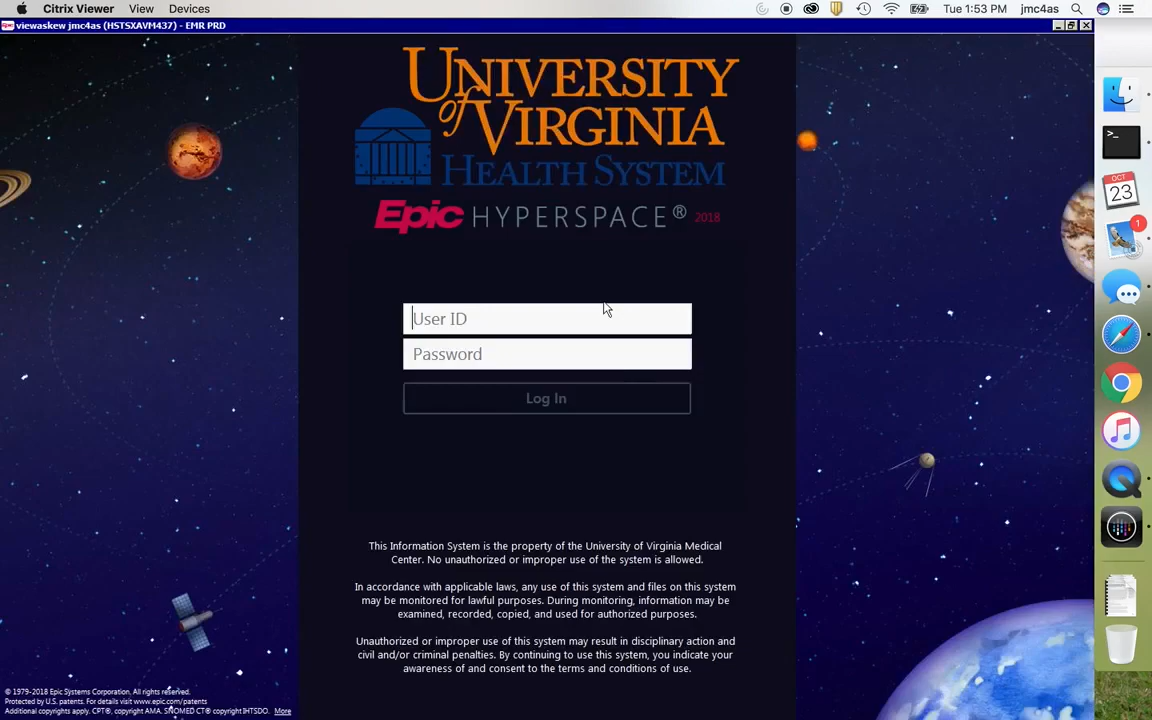 Citrix Viewer View Devices Tue 1:53 PM jmc4as
Epic viewaskew jmc4as (HSTSXAVM437) - EMR PRD
UNIVERSITY
of VIRGINIA
HEALTH SYSTEM
Epic HYPERSPACE® 2018
OCT
23
1
>_
User ID
Password
Log In
This Information System is the property of the University of Virginia Medical
Center. No unauthorized or improper use of the system is allowed.
In accordance with applicable laws, any use of this system and files on this system
may be monitored for lawful purposes. During monitoring, information may be
examined, recorded, copied, and used for authorized purposes.
Unauthorized or improper use of this system may result in disciplinary action and
civil and/or criminal penalties. By continuing to use this system, you indicate your
awareness of and consent to the terms and conditions of use.
© 1979-2018 Epic Systems Corporation. All rights reserved.
Protected by U.S. patents. For details visit www.epic.com/patents
Additional copyrights apply. CPT®, copyright AMA. SNOMED CT® copyright IHTSDO. More